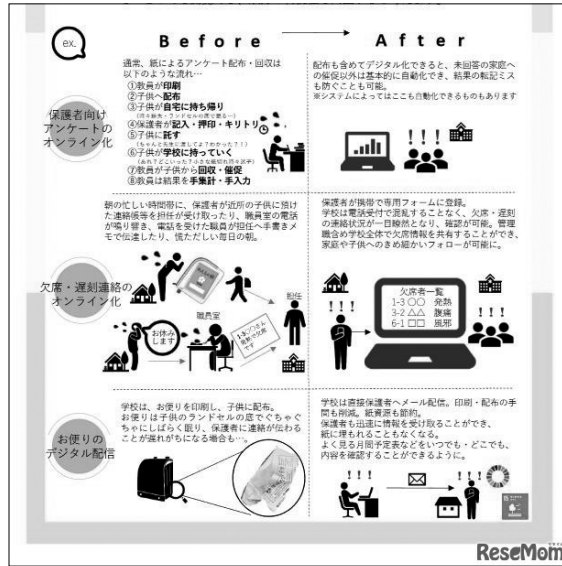 ex.
Before
After
保護者向け
アンケートの
オンライン化
通常、紙によるアンケート配布・回収は
以下のような流れ…
①教員が印刷
②子供へ配布
③子供が自宅に持ち帰り
④保護者が記入・押印・キリトリ
⑤子供に託す
⑥子供が学校に持っていく
⑦教員が子供から回収・催促
⑧教員は結果を手集計・手入力
配布も含めてデジタル化できると、未回答の家庭へ
の催促以外は基本的に自動化でき、結果の転記ミス
も防ぐことも可能。
※システムによってはここも自動化できるものもあります
!!!
欠席・遅刻連絡の
オンライン化
朝の忙しい時間帯に、保護者が近所の子供に預け
た連絡帳等を担任が受け取ったり、職員室の電話
が鳴り響き、電話を受けた職員が担任へ手書きメ
モで伝達したり、慌ただしい毎日の朝。
担任
職員室
お休み
します
1-3○○さん
発熱で欠席
です
保護者が携帯で専用フォームに登録。
学校は電話受付で混乱することなく、欠席・遅刻
の連絡状況が一目瞭然となり、確認が可能。管理
職含め学校全体で欠席情報を共有することができ、
家庭や子供へのきめ細かいフォローが可能に。
!!!
欠席者一覧
1-3 ○○ 発熱
3-2 △△ 腹痛
6-1 □□ 風邪
!!!
お便りの
デジタル配信
学校は、お便りを印刷し、子供に配布。
お便りは子供のランドセルの底でぐちゃぐ
ちゃにしばらく眠り、保護者に連絡が伝わる
ことが遅れがちになる場合も…。
学校は直接保護者へメール配信。印刷・配布の手
間も削減。紙資源も節約。
保護者も迅速に情報を受け取ることができ、
紙に埋もれることもなくなる。
よく見る月間予定表などをいつでも・どこでも、
内容を確認することができるように。
!!!
!!!
ReseMom